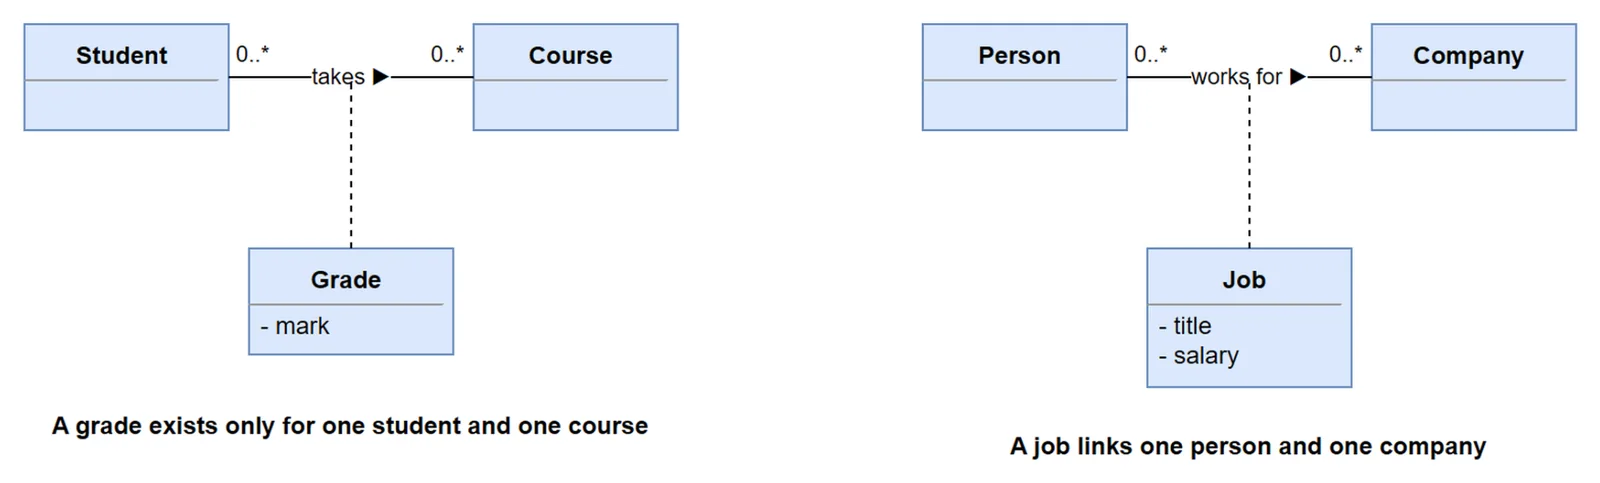 Student
0..*
takes ▶
0..*
Course
Grade
- mark
A grade exists only for one student and one course
Person
0..*
works for ▶
0..*
Company
Job
- title
- salary
A job links one person and one company